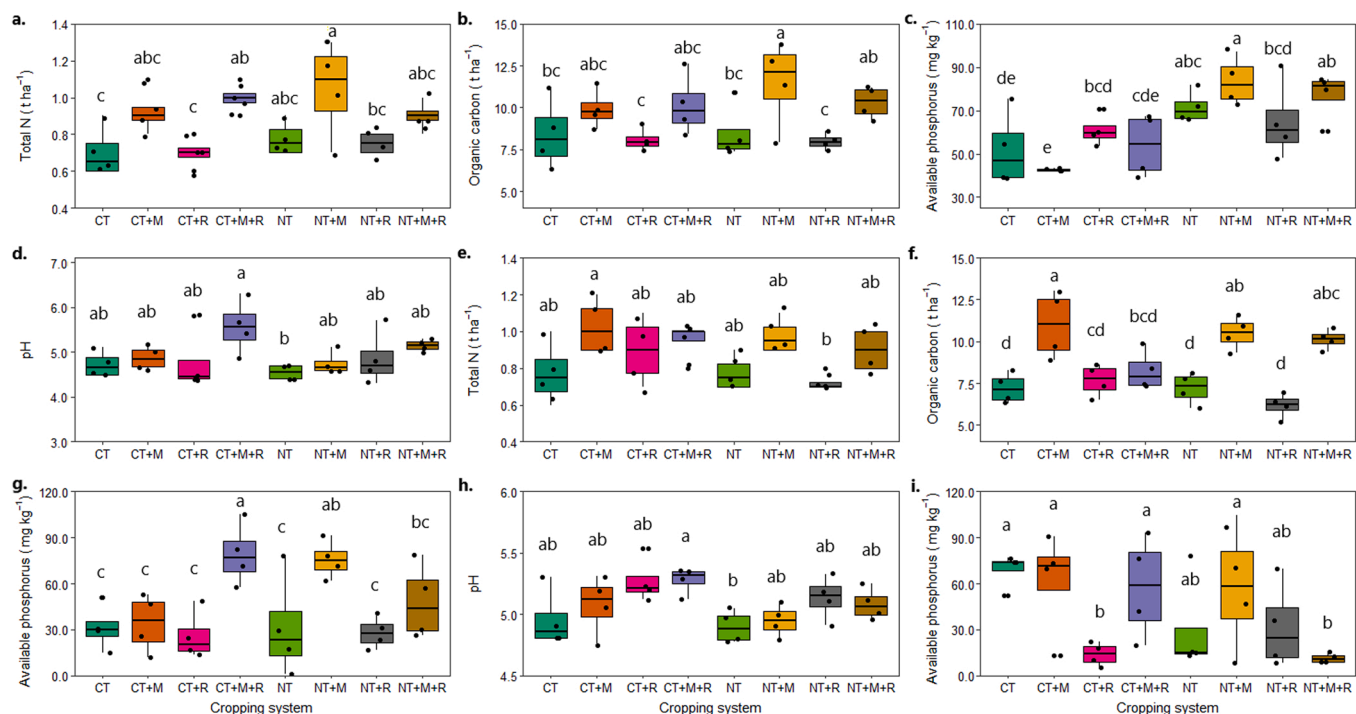 a.
Total N ( t ha⁻¹)
1.4
1.2
1.0
0.8
0.6
0.4
c abc c ab abc a bc abc
CT CT+M CT+R CT+M+R NT NT+M NT+R NT+M+R
b.
Organic carbon ( t ha⁻¹)
15.0
12.5
10.0
7.5
5.0
bc abc c abc bc a c ab
CT CT+M CT+R CT+M+R NT NT+M NT+R NT+M+R
c.
Available phosphorus ( mg kg⁻¹)
110.0
90.0
70.0
50.0
30.0
de e bcd cde abc a bcd ab
CT CT+M CT+R CT+M+R NT NT+M NT+R NT+M+R
d.
pH
7.0
6.0
5.0
4.0
3.0
ab ab ab a b ab ab ab
CT CT+M CT+R CT+M+R NT NT+M NT+R NT+M+R
e.
Total N ( t ha⁻¹)
1.4
1.2
1.0
0.8
0.6
0.4
ab a ab ab ab ab b ab
CT CT+M CT+R CT+M+R NT NT+M NT+R NT+M+R
f.
Organic carbon ( t ha⁻¹)
15.0
12.5
10.0
7.5
5.0
d a cd bcd d ab d abc
CT CT+M CT+R CT+M+R NT NT+M NT+R NT+M+R
g.
Available phosphorus ( mg kg⁻¹)
120.0
90.0
60.0
30.0
0.0
c c c a c ab c bc
CT CT+M CT+R CT+M+R NT NT+M NT+R NT+M+R
Cropping system
h.
pH
6.0
5.5
5.0
4.5
ab ab ab a b ab ab ab
CT CT+M CT+R CT+M+R NT NT+M NT+R NT+M+R
Cropping system
i.
Available phosphorus ( mg kg⁻¹)
120.0
90.0
60.0
30.0
0.0
a a b a ab a ab b
CT CT+M CT+R CT+M+R NT NT+M NT+R NT+M+R
Cropping system